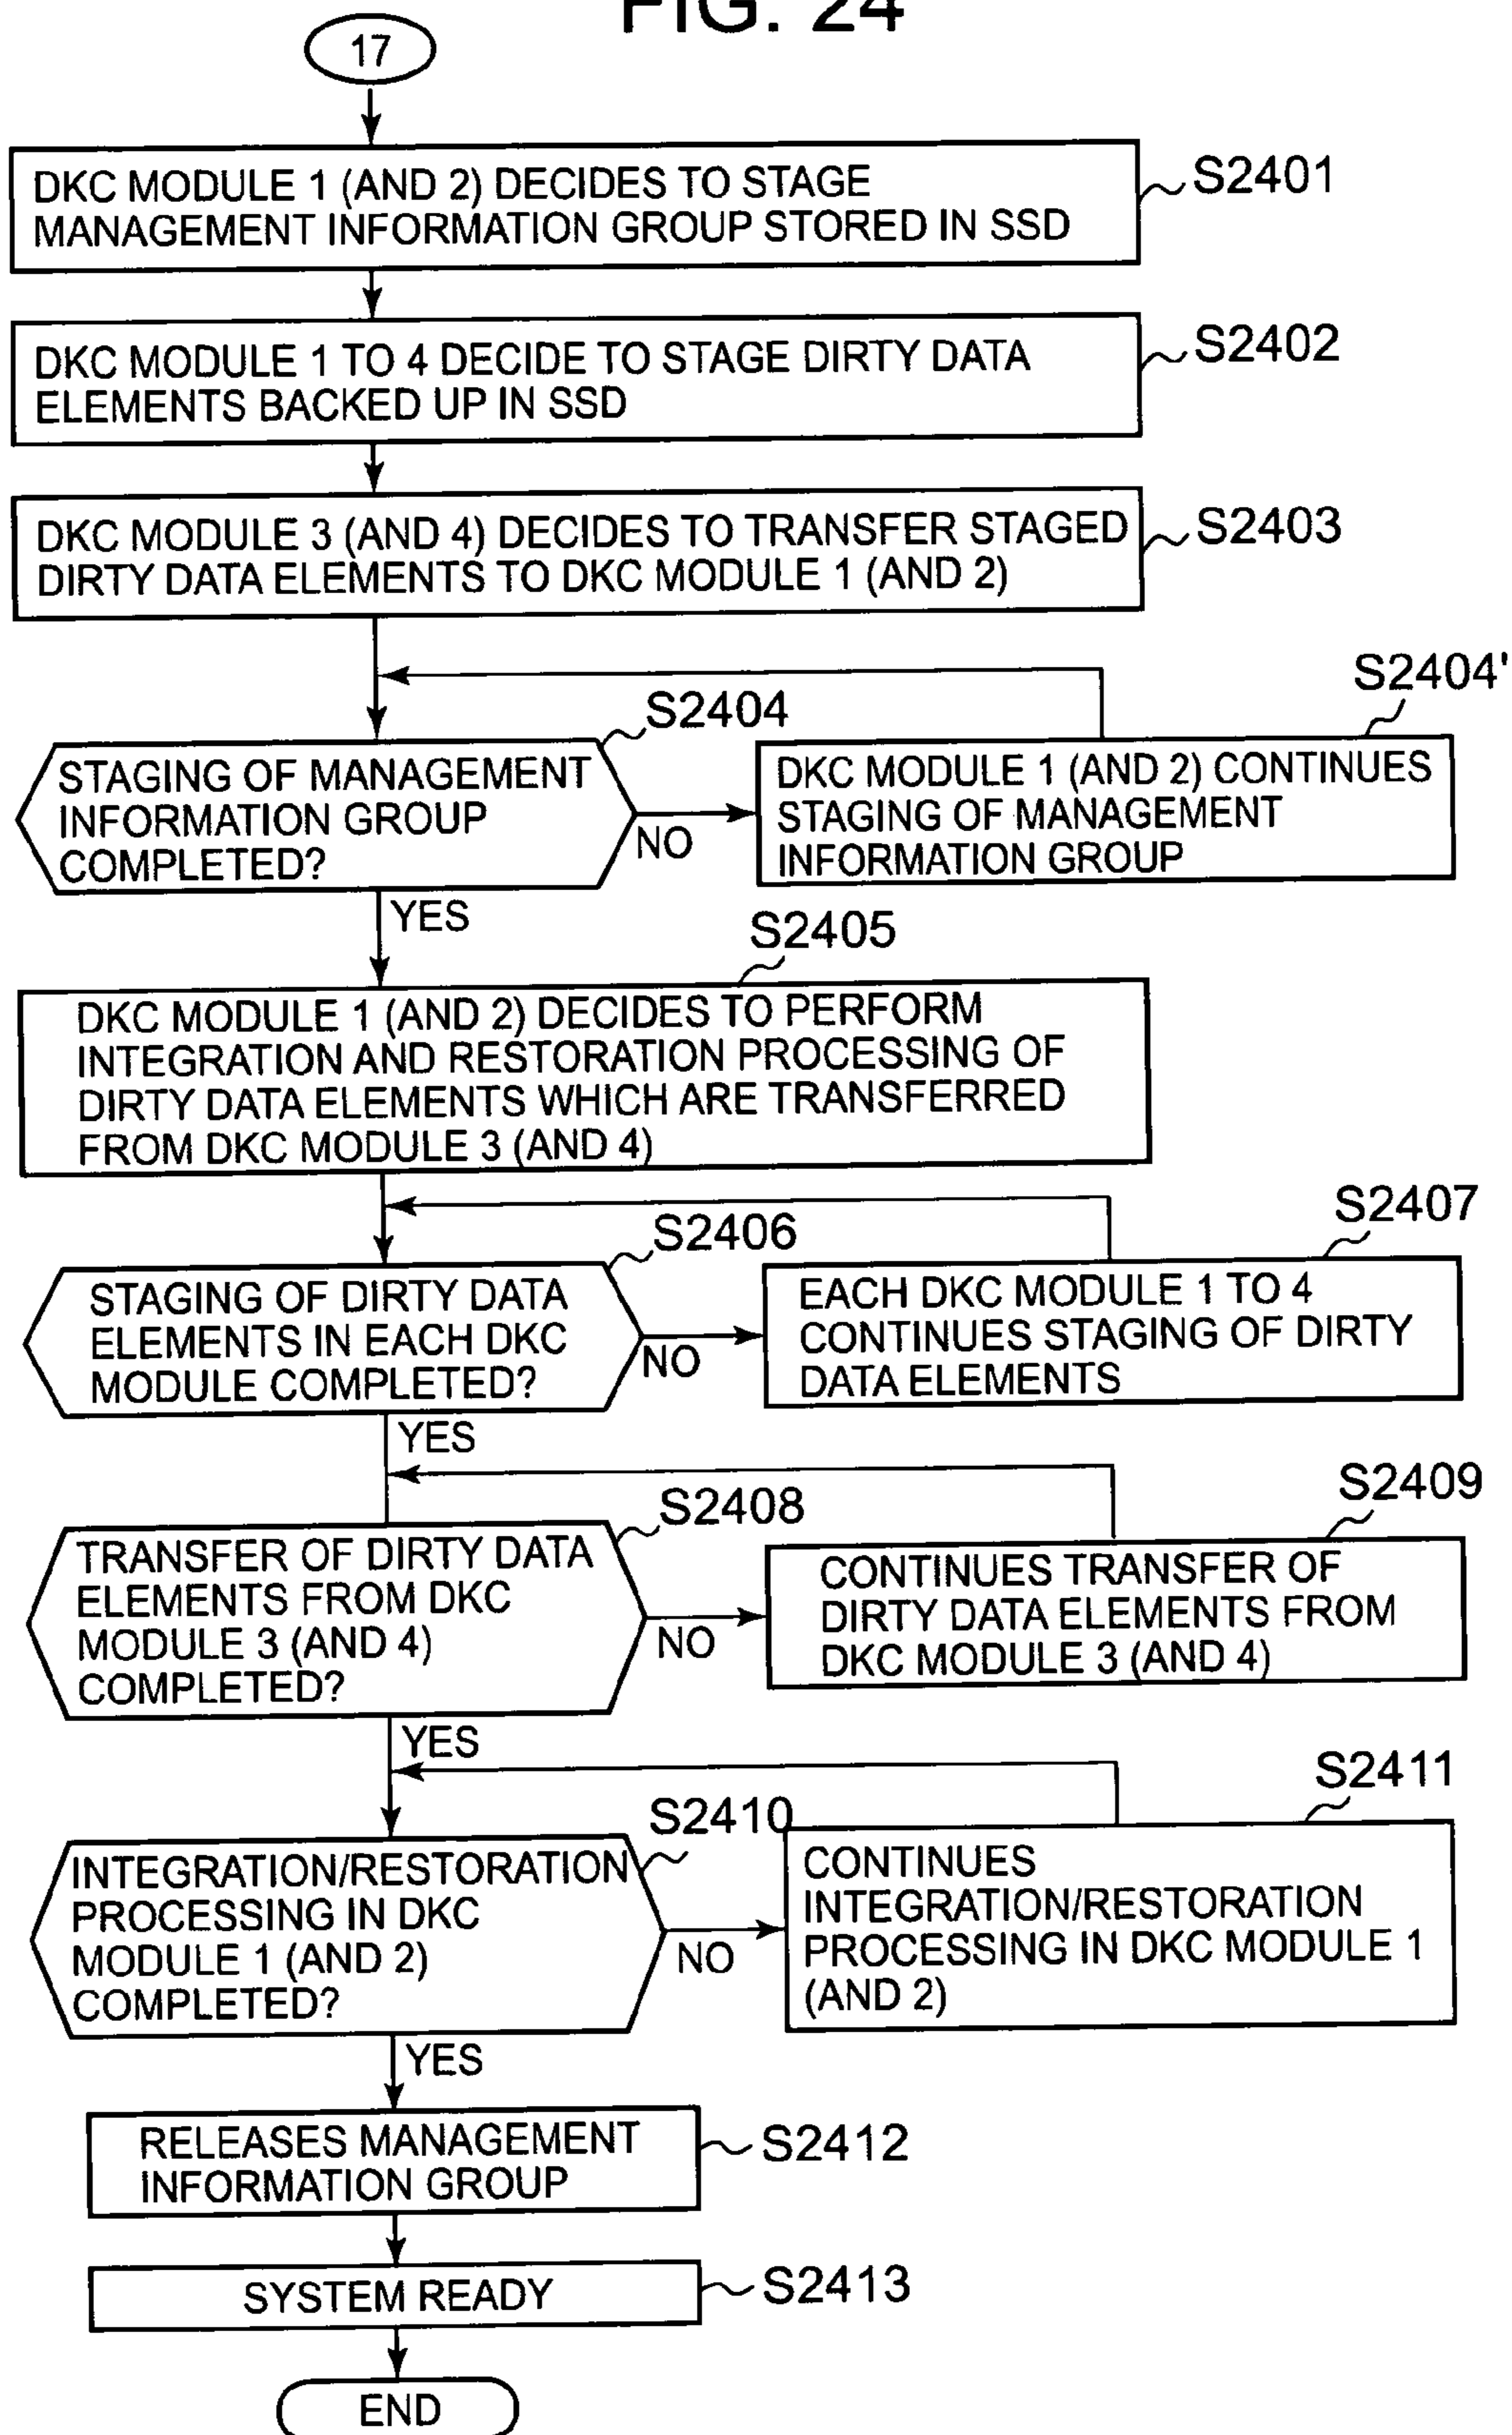 FIG. 24
17
DKC MODULE 1 (AND 2) DECIDES TO STAGE
MANAGEMENT INFORMATION GROUP STORED IN SSD
S2401
DKC MODULE 1 TO 4 DECIDE TO STAGE DIRTY DATA
ELEMENTS BACKED UP IN SSD
S2402
DKC MODULE 3 (AND 4) DECIDES TO TRANSFER STAGED
DIRTY DATA ELEMENTS TO DKC MODULE 1 (AND 2)
S2403
S2404
STAGING OF MANAGEMENT
INFORMATION GROUP
COMPLETED?
NO
S2404'
DKC MODULE 1 (AND 2) CONTINUES
STAGING OF MANAGEMENT
INFORMATION GROUP
YES
S2405
DKC MODULE 1 (AND 2) DECIDES TO PERFORM
INTEGRATION AND RESTORATION PROCESSING OF
DIRTY DATA ELEMENTS WHICH ARE TRANSFERRED
FROM DKC MODULE 3 (AND 4)
S2406
STAGING OF DIRTY DATA
ELEMENTS IN EACH DKC
MODULE COMPLETED?
NO
S2407
EACH DKC MODULE 1 TO 4
CONTINUES STAGING OF DIRTY
DATA ELEMENTS
YES
S2408
TRANSFER OF DIRTY DATA
ELEMENTS FROM DKC
MODULE 3 (AND 4)
COMPLETED?
NO
S2409
CONTINUES TRANSFER OF
DIRTY DATA ELEMENTS FROM
DKC MODULE 3 (AND 4)
YES
S2410
INTEGRATION/RESTORATION
PROCESSING IN DKC
MODULE 1 (AND 2)
COMPLETED?
NO
S2411
CONTINUES
INTEGRATION/RESTORATION
PROCESSING IN DKC MODULE 1
(AND 2)
YES
RELEASES MANAGEMENT
INFORMATION GROUP
S2412
SYSTEM READY
S2413
END